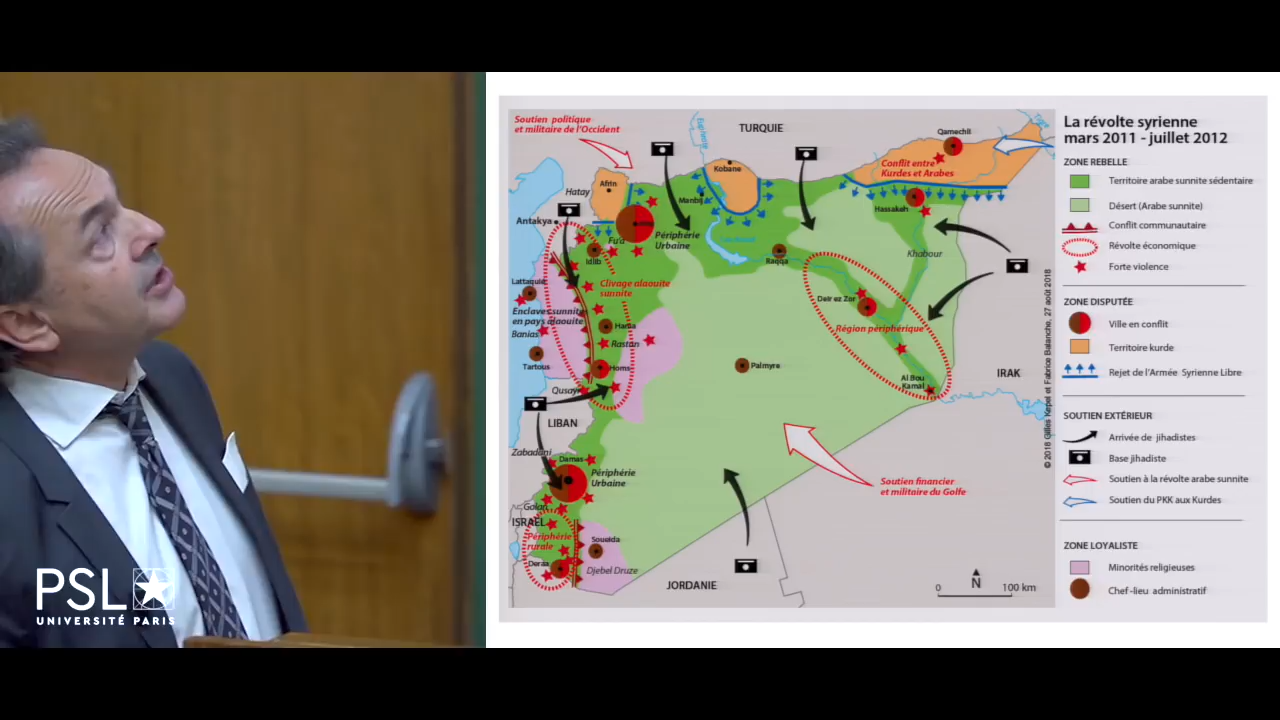 PSL
UNIVERSITÉ PARIS
Soutien politique
et militaire de l'Occident
TURQUIE
Euphrate
Qamechli
Conflit entre
Kurdes et Arabes
Kobane
Afrin
Hatay
Manbij
Hassakeh
Antakya
Périphérie
Urbaine
Fu'a
Idlib
Raqqa
Khabour
Lattaquié
Clivage alaouite
sunnite
Deir ez Zor
Enclave sunnite
en pays alaouite
Hama
Région périphérique
Banias
Rastan
Tartous
Homs
Palmyre
Al Bou
Kamal
IRAK
Qusayr
LIBAN
Zabadani
Damas
Périphérie
Urbaine
Soutien financier
et militaire du Golfe
Golan
ISRAEL
Périphérie
rurale
Soueida
Deraa
Djebel Druze
JORDANIE
N
0 100 km
© 2018 Gilles Kepel et Fabrice Balanche, 27 août 2018
La révolte syrienne
mars 2011 - juillet 2012
ZONE REBELLE
Territoire arabe sunnite sédentaire
Désert (Arabe sunnite)
Conflit communautaire
Révolte économique
Forte violence
ZONE DISPUTÉE
Ville en conflit
Territoire kurde
Rejet de l'Armée Syrienne Libre
SOUTIEN EXTÉRIEUR
Arrivée de jihadistes
Base jihadiste
Soutien à la révolte arabe sunnite
Soutien du PKK aux Kurdes
ZONE LOYALISTE
Minorités religieuses
Chef-lieu administratif